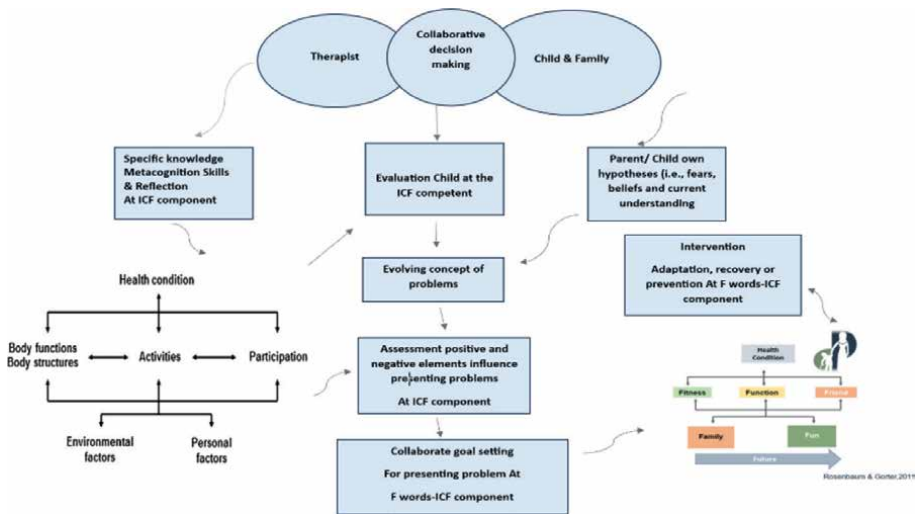 Therapist
Collaborative
decision
making
Child & Family
Specific knowledge
Metacognition Skills
& Reflection
At ICF component
Evaluation Child at the
ICF competent
Parent/ Child own
hypotheses (i.e., fears,
beliefs and current
understanding
Health condition
Body functions
Body structures
Activities
Participation
Environmental
factors
Personal
factors
Evolving concept of
problems
Intervention
Adaptation, recovery or
prevention At F words-ICF
component
Assessment positive and
negative elements influence
presenting problems
At ICF component
Collaborate goal setting
For presenting problem At
F words-ICF component
Health
Condition
Fitness
Function
Friend
Family
Fun
Future
Rosenbaum & Gorter,2011